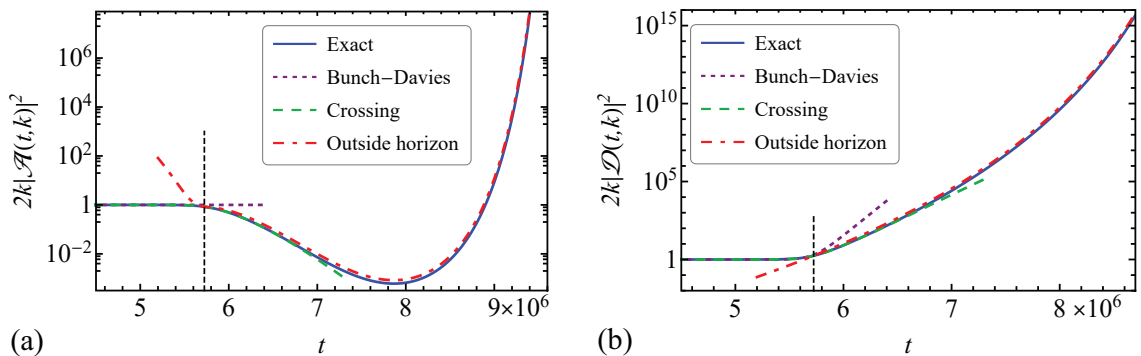 2k|𝒜(t,k)|²
10⁶
10⁴
10²
1
10⁻²
Exact
Bunch−Davies
Crossing
Outside horizon
5
6
7
8
9×10⁶
(a)
t
2k|𝒟(t,k)|²
10¹⁵
10¹⁰
10⁵
1
Exact
Bunch−Davies
Crossing
Outside horizon
5
6
7
8×10⁶
(b)
t